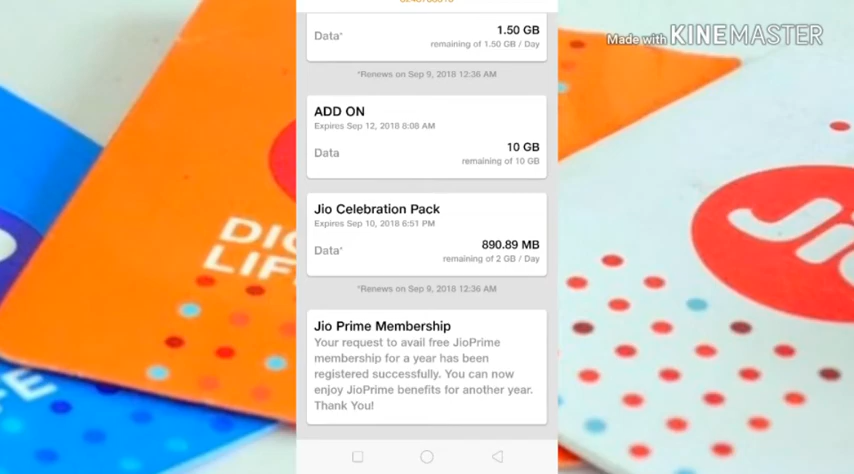 Made with KINEMASTER
Data*
1.50 GB
remaining of 1.50 GB / Day
*Renews on Sep 9, 2018 12:36 AM
ADD ON
Expires Sep 12, 2018 8:08 AM
Data
10 GB
remaining of 10 GB
Jio Celebration Pack
Expires Sep 10, 2018 6:51 PM
Data*
890.89 MB
remaining of 2 GB / Day
*Renews on Sep 9, 2018 12:36 AM
Jio Prime Membership
Your request to avail free JioPrime
membership for a year has been
registered successfully. You can now
enjoy JioPrime benefits for another year.
Thank You!
DI
LIF
Ji